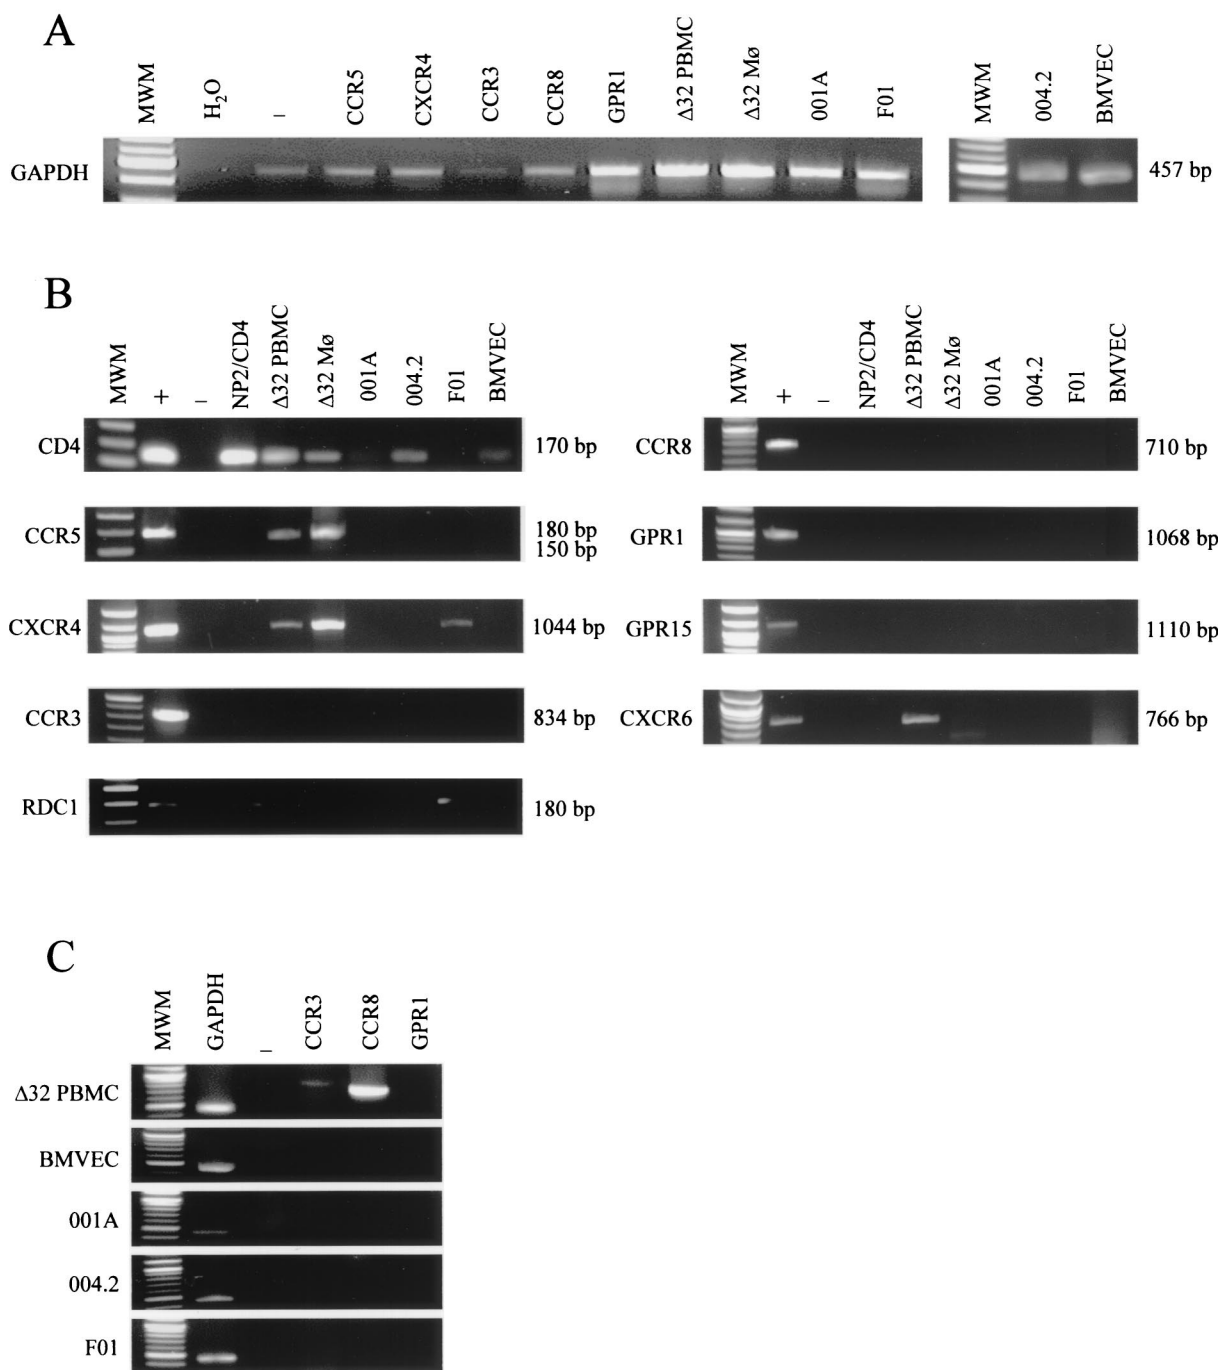 A
MWM H₂O – CCR5 CXCR4 CCR3 CCR8 GPR1 Δ32 PBMC Δ32 Mø 001A F01 MWM 004.2 BMVEC
GAPDH 457 bp
B
MWM + – NP2/CD4 Δ32 PBMC Δ32 Mø 001A 004.2 F01 BMVEC
CD4 170 bp
CCR5 180 bp
150 bp
CXCR4 1044 bp
CCR3 834 bp
RDC1 180 bp
MWM + – NP2/CD4 Δ32 PBMC Δ32 Mø 001A 004.2 F01 BMVEC
CCR8 710 bp
GPR1 1068 bp
GPR15 1110 bp
CXCR6 766 bp
C
MWM GAPDH – CCR3 CCR8 GPR1
Δ32 PBMC
BMVEC
001A
004.2
F01